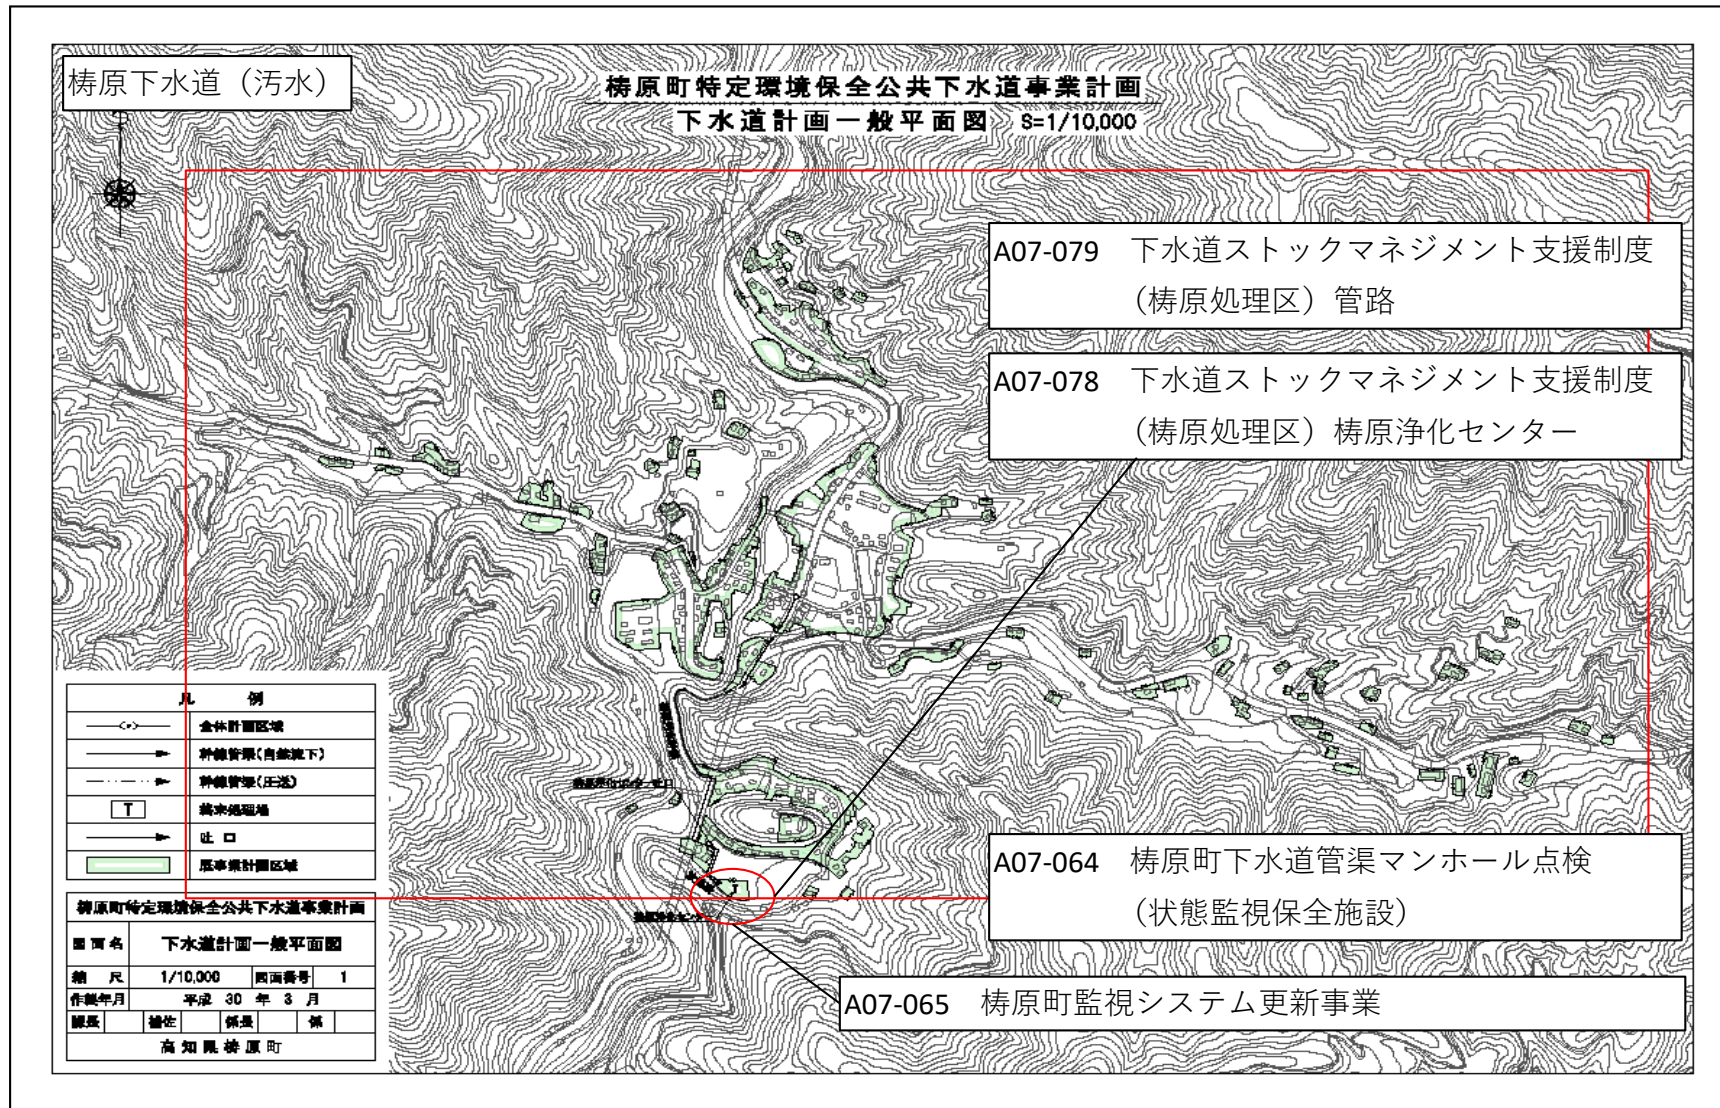 梼原下水道（汚水）
梼原町特定環境保全公共下水道事業計画
下水道計画一般平面図 S=1/10,000
A07-079 下水道ストックマネジメント支援制度
（梼原処理区）管路
A07-078 下水道ストックマネジメント支援制度
（梼原処理区）梼原浄化センター
A07-064 梼原町下水道管渠マンホール点検
（状態監視保全施設）
A07-065 梼原町監視システム更新事業
凡 例
全体計画区域
幹線管渠(自然流下)
幹線管渠(圧送)
T 終末処理場
吐 口
既事業計画区域
梼原町特定環境保全公共下水道事業計画
図面名 下水道計画一般平面図
縮 尺 1/10,000 図面番号 1
作製年月 平成 30 年 3 月
課長 補佐 係長 係
高知県梼原町
T